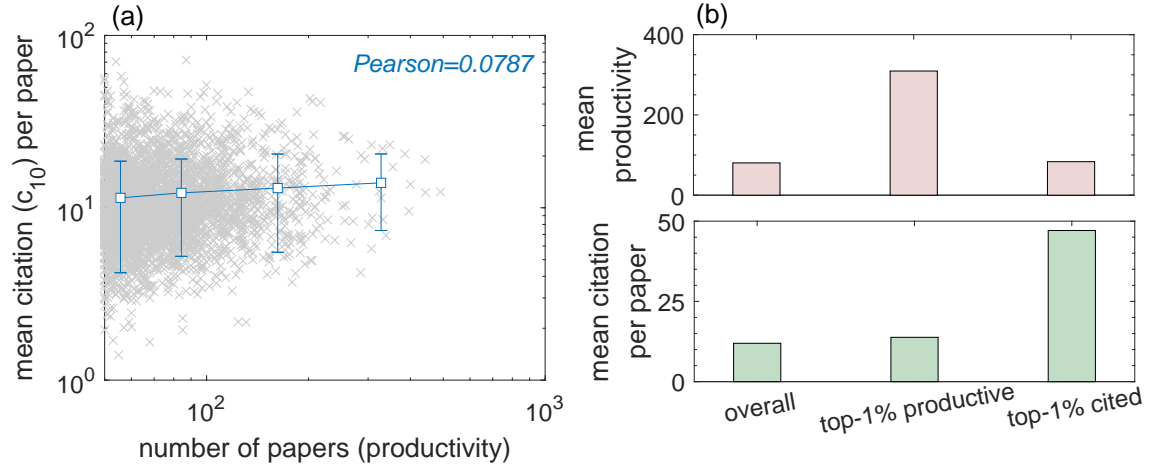 (a)
Pearson=0.0787
10²
10¹
10⁰
mean citation (c₁₀) per paper
10²
10³
number of papers (productivity)
(b)
400
200
0
mean
productivity
50
25
0
mean citation
per paper
overall
top-1% productive
top-1% cited